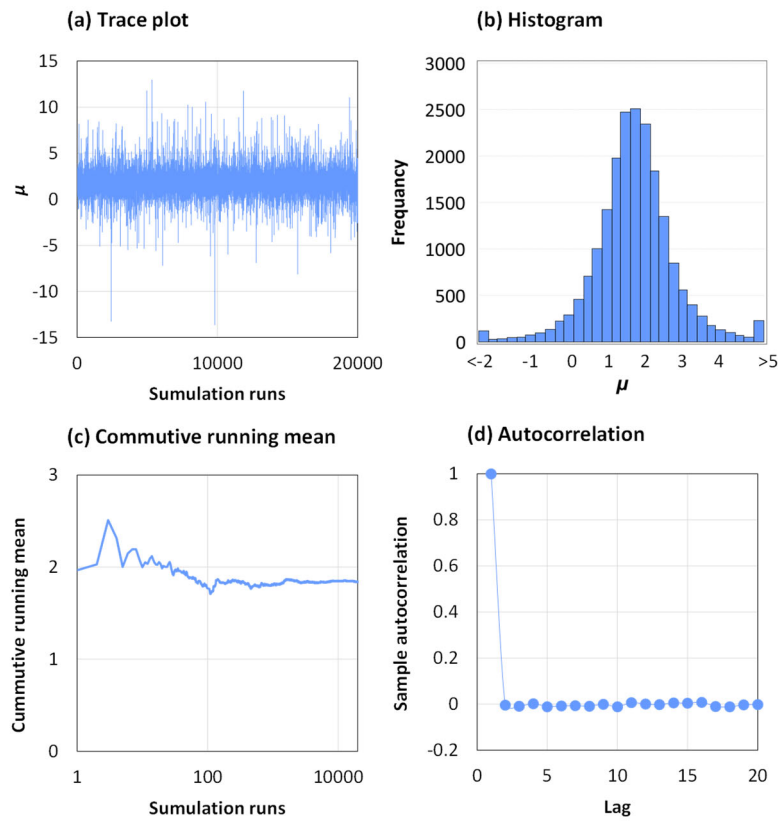 (a) Trace plot
15
10
5
0
-5
-10
-15
μ
0 10000 20000
Sumulation runs
(b) Histogram
3000
2500
2000
1500
1000
500
0
Frequancy
<-2 -1 0 1 2 3 4 >5
μ
(c) Commutive running mean
3
2
1
0
Cummutive running mean
1 100 10000
Sumulation runs
(d) Autocorrelation
1
0.8
0.6
0.4
0.2
0
-0.2
Sample autocorrelation
0 5 10 15 20
Lag